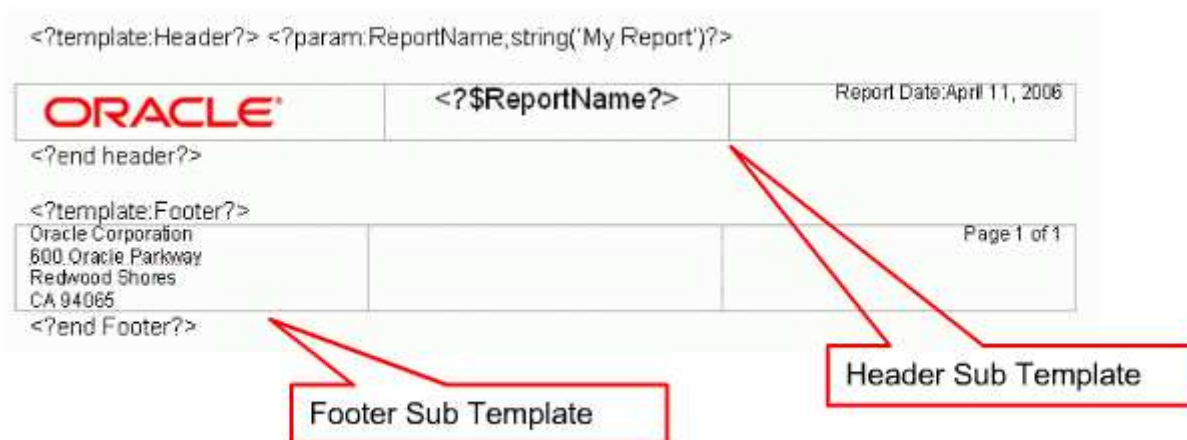 <?template:Header?> <?param:ReportName;string('My Report')?>
ORACLE®
<?$ReportName?>
Report Date:April 11, 2006
<?end header?>
<?template:Footer?>
Oracle Corporation
600 Oracle Parkway
Redwood Shores
CA 94065
Page 1 of 1
<?end Footer?>
Header Sub Template
Footer Sub Template